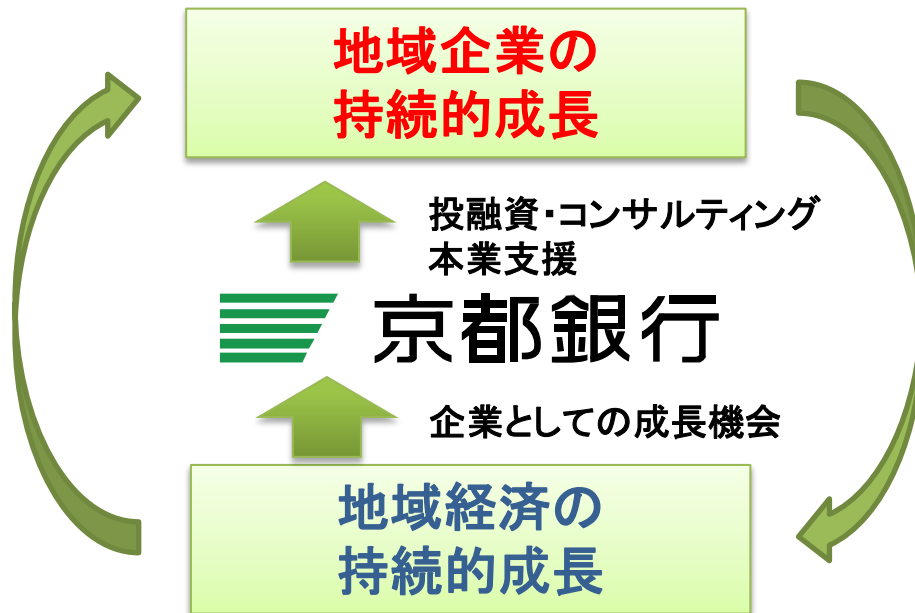 地域企業の
持続的成長
投融資・コンサルティング
本業支援
京都銀行
企業としての成長機会
地域経済の
持続的成長